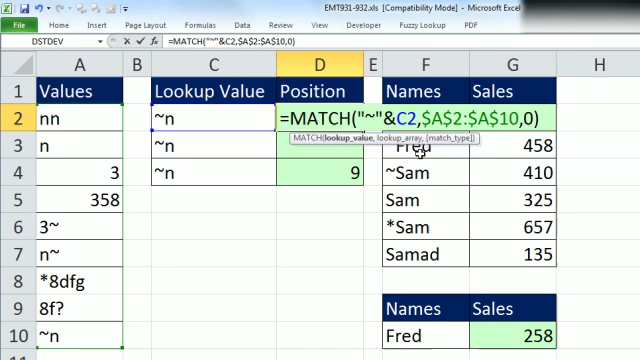 EMT931-932.xls [Compatibility Mode] - Microsoft Excel
File Home Insert Page Layout Formulas Data Review View Developer Fuzzy Lookup PowerPivot
DSTDEV fx =MATCH("~"&C2,$A$2:$A$10,0)
A B C D E F G H
1 Values Lookup Value Position Names Sales
2 nn ~n =MATCH("~"&C2,$A$2:$A$10,0)
MATCH(lookup_value, lookup_array, [match_type])
3 n ~n Fred 458
4 3 ~n 9 ~Sam 410
5 358 Sam 325
6 3~ *Sam 657
7 n~ Samad 135
8 *8dfg
9 8f? Names Sales
10 ~n Fred 258